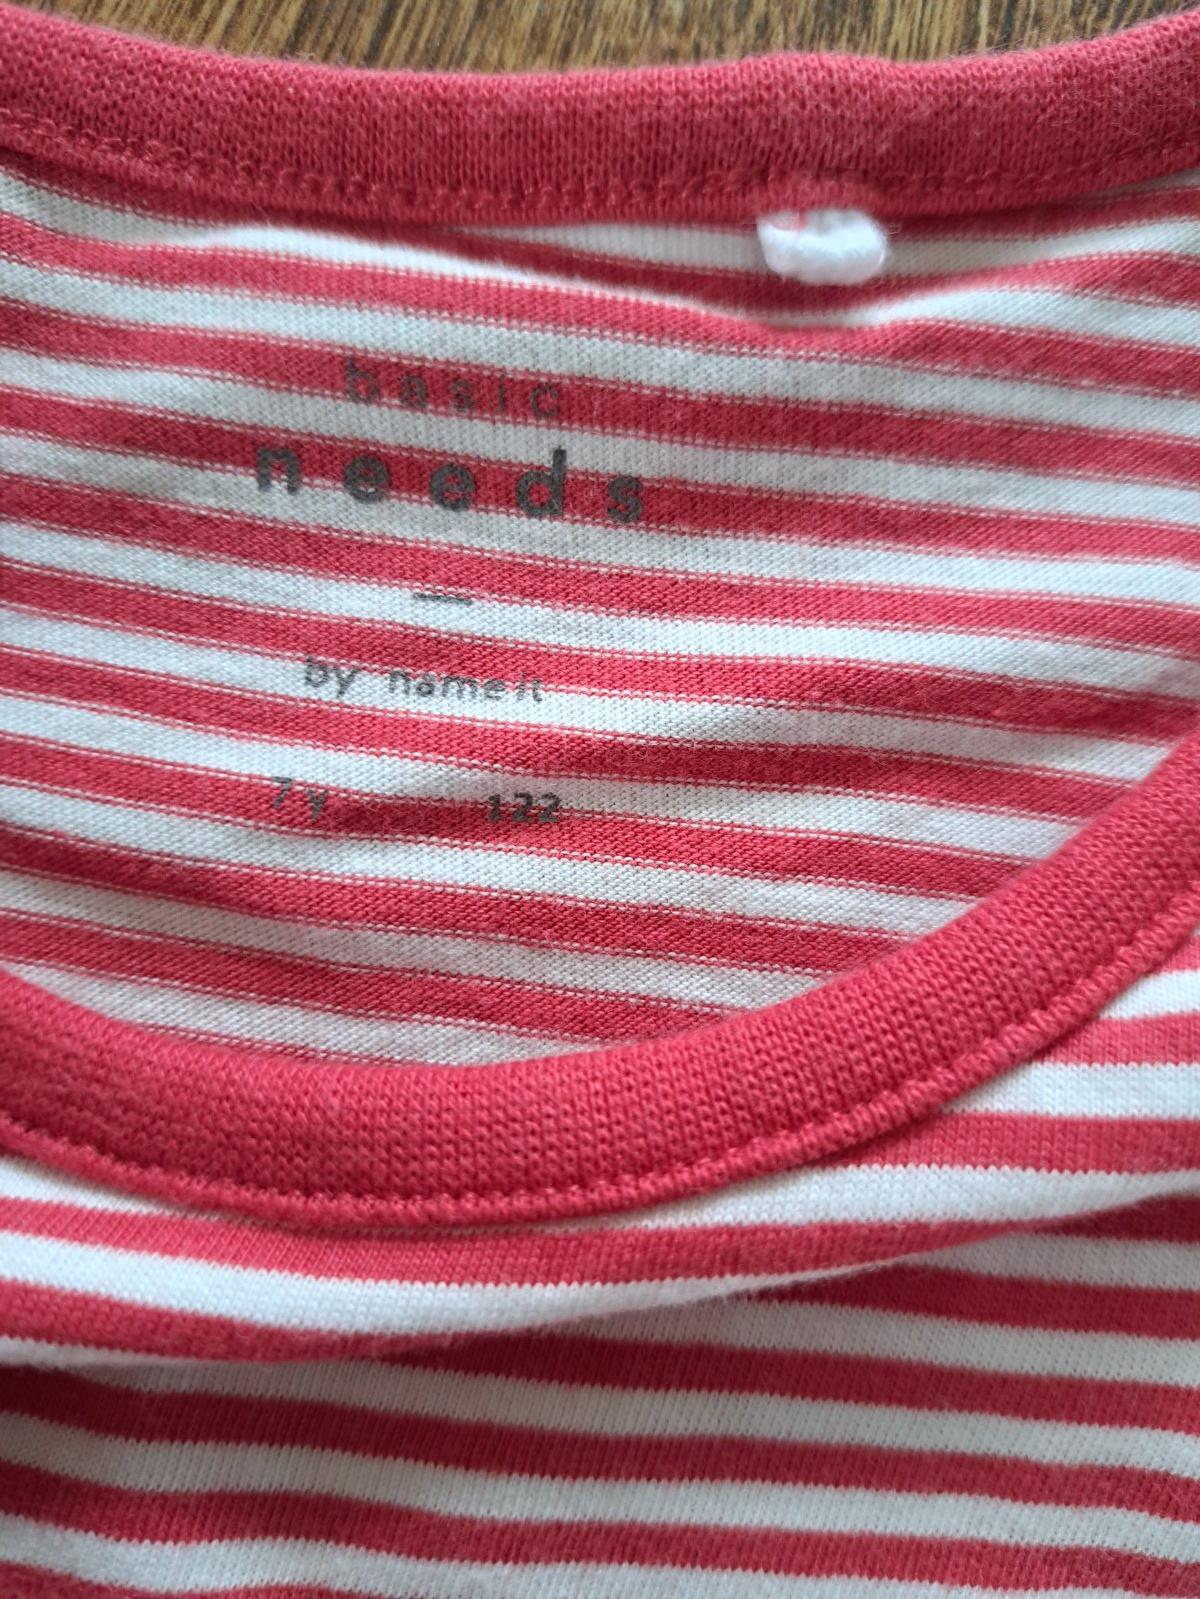 basic
needs
—
by name it
7y 122